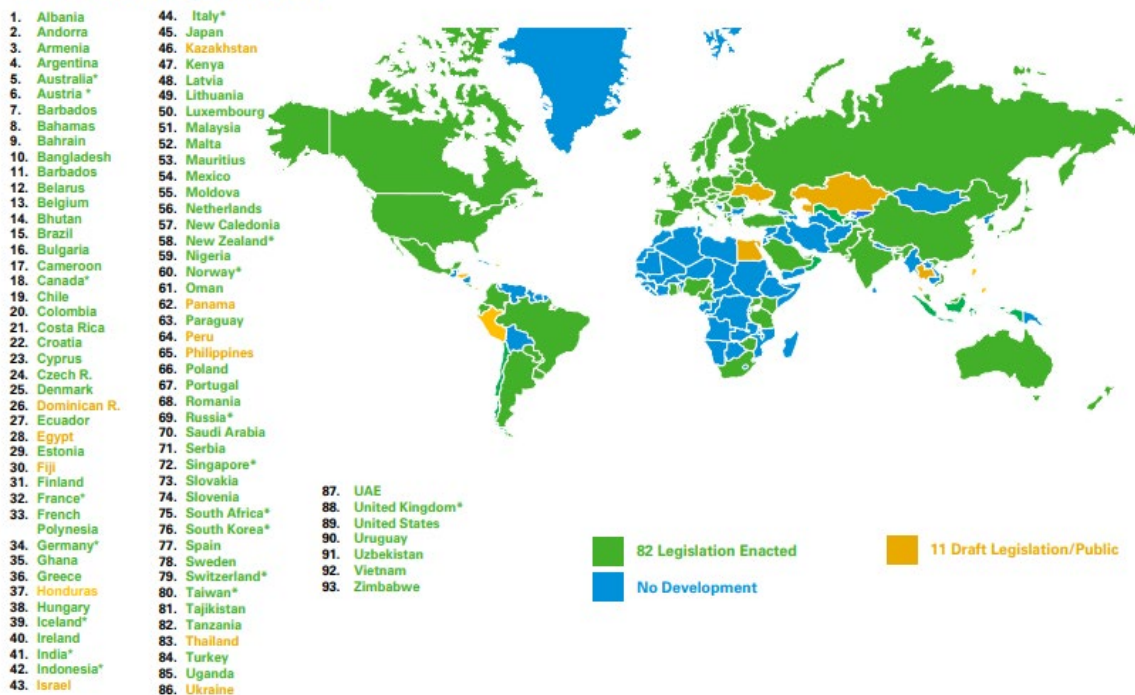 1. Albania
2. Andorra
3. Armenia
4. Argentina
5. Australia*
6. Austria *
7. Barbados
8. Bahamas
9. Bahrain
10. Bangladesh
11. Barbados
12. Belarus
13. Belgium
14. Bhutan
15. Brazil
16. Bulgaria
17. Cameroon
18. Canada*
19. Chile
20. Colombia
21. Costa Rica
22. Croatia
23. Cyprus
24. Czech R.
25. Denmark
26. Dominican R.
27. Ecuador
28. Egypt
29. Estonia
30. Fiji
31. Finland
32. France*
33. French
Polynesia
34. Germany*
35. Ghana
36. Greece
37. Honduras
38. Hungary
39. Iceland*
40. Ireland
41. India*
42. Indonesia*
43. Israel
44. Italy*
45. Japan
46. Kazakhstan
47. Kenya
48. Latvia
49. Lithuania
50. Luxembourg
51. Malaysia
52. Malta
53. Mauritius
54. Mexico
55. Moldova
56. Netherlands
57. New Caledonia
58. New Zealand*
59. Nigeria
60. Norway*
61. Oman
62. Panama
63. Paraguay
64. Peru
65. Philippines
66. Poland
67. Portugal
68. Romania
69. Russia*
70. Saudi Arabia
71. Serbia
72. Singapore*
73. Slovakia
74. Slovenia
75. South Africa*
76. South Korea*
77. Spain
78. Sweden
79. Switzerland*
80. Taiwan*
81. Tajikistan
82. Tanzania
83. Thailand
84. Turkey
85. Uganda
86. Ukraine
87. UAE
88. United Kingdom*
89. United States
90. Uruguay
91. Uzbekistan
92. Vietnam
93. Zimbabwe
82 Legislation Enacted
11 Draft Legislation/Public
No Development